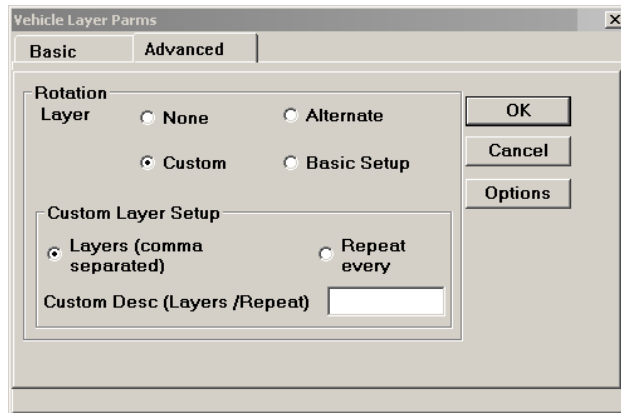 Vehicle Layer Parms
Basic
Advanced
Rotation
Layer
None
Alternate
Custom
Basic Setup
OK
Cancel
Options
Custom Layer Setup
Layers (comma
separated)
Repeat
every
Custom Desc (Layers /Repeat)